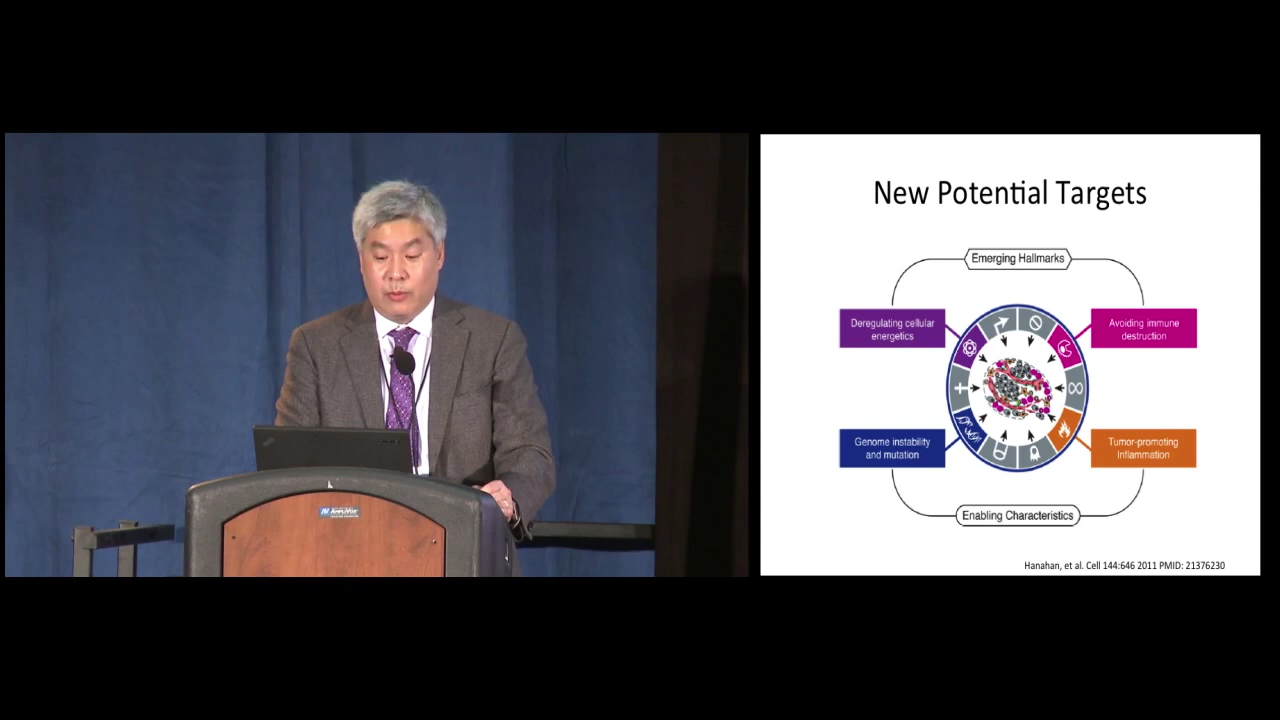 New Potential Targets
Emerging Hallmarks
Deregulating cellular
energetics
Avoiding immune
destruction
Genome instability
and mutation
Tumor-promoting
Inflammation
Enabling Characteristics
Hanahan, et al. Cell 144:646 2011 PMID: 21376230
AmpliVox